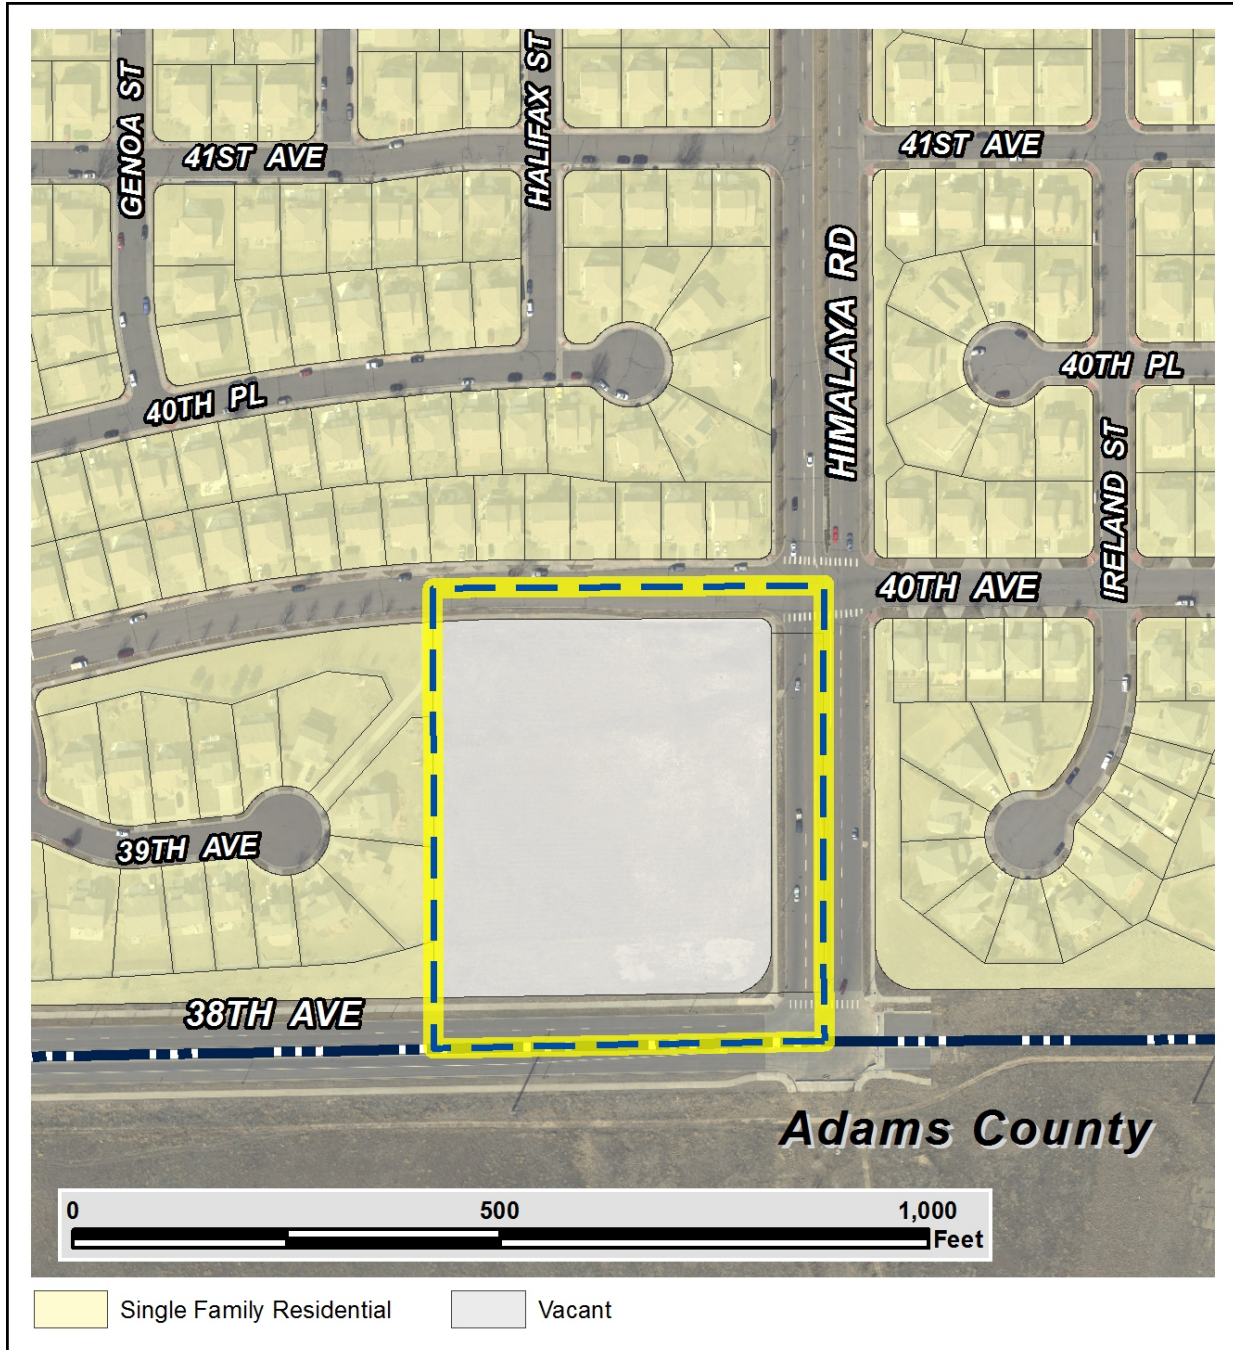 GENOA ST
HALIFAX ST
41ST AVE
41ST AVE
HIMALAYA RD
40TH PL
40TH PL
IRELAND ST
40TH AVE
39TH AVE
38TH AVE
Adams County
0 500 1,000
Feet
Single Family Residential
Vacant